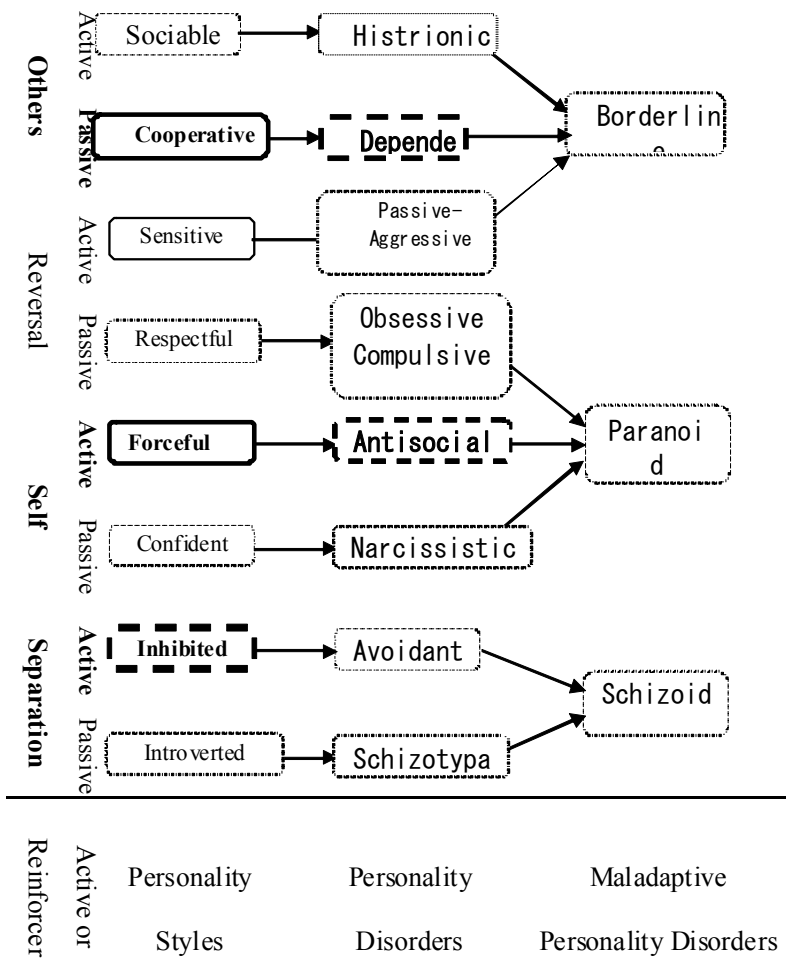 Others
Active
Sociable
Histrionic
Passive
Cooperative
Depende
Borderlin
Reversal
Active
Sensitive
Passive-
Aggressive
Passive
Respectful
Obsessive
Compulsive
Self
Active
Forceful
Antisocial
Paranoi
d
Passive
Confident
Narcissistic
Separation
Active
Inhibited
Avoidant
Schizoid
Passive
Introverted
Schizotypa
Reinforcer
Active or
Personality
Styles
Personality
Disorders
Maladaptive
Personality Disorders